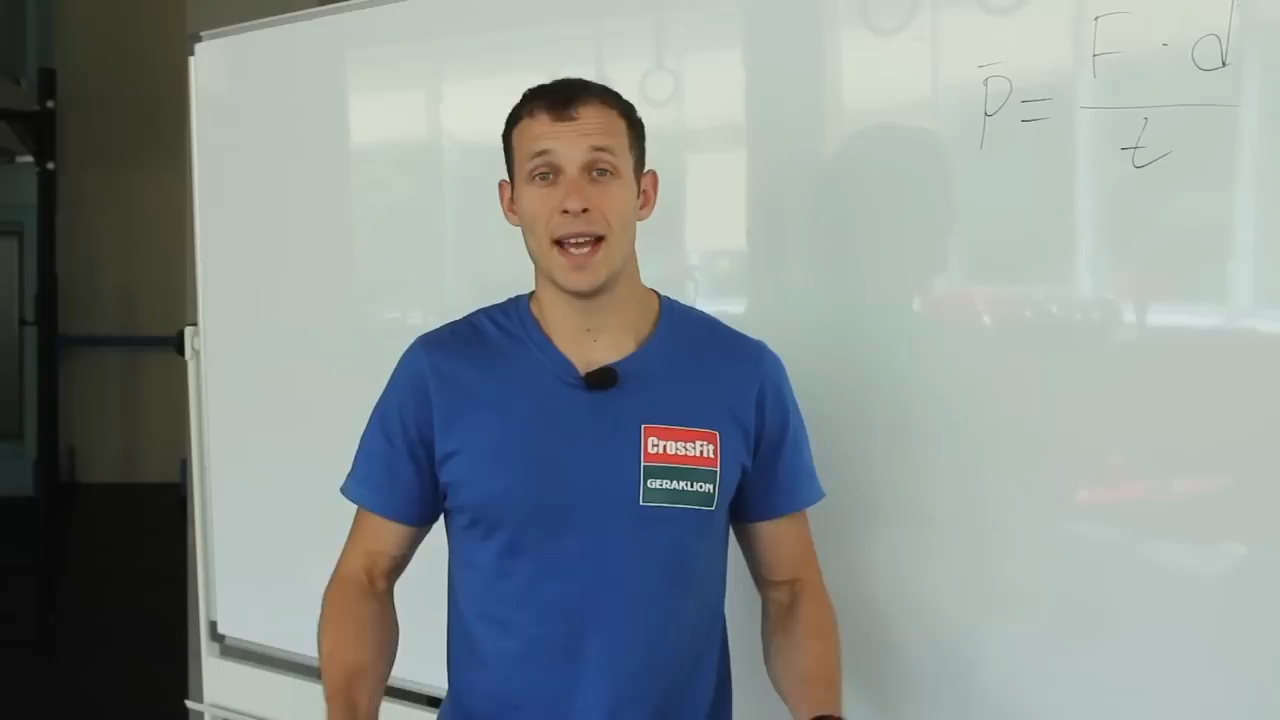 p̄ = F · d / t
CrossFit
GERAKLION